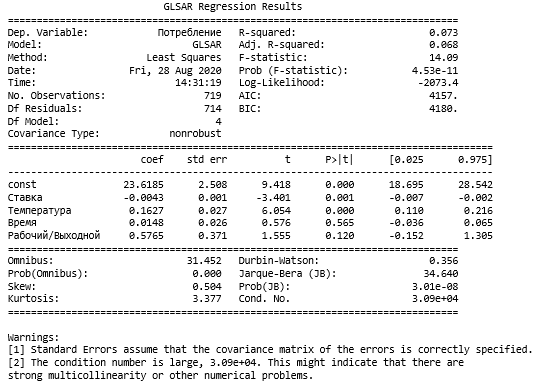 GLSAR Regression Results
==============================================================================
Dep. Variable: Потребление R-squared: 0.073
Model: GLSAR Adj. R-squared: 0.068
Method: Least Squares F-statistic: 14.09
Date: Fri, 28 Aug 2020 Prob (F-statistic): 4.53e-11
Time: 14:31:19 Log-Likelihood: -2073.4
No. Observations: 719 AIC: 4157.
Df Residuals: 714 BIC: 4180.
Df Model: 4
Covariance Type: nonrobust
==============================================================================
coef std err t P>|t| [0.025 0.975]
------------------------------------------------------------------------------
const 23.6185 2.508 9.418 0.000 18.695 28.542
Ставка -0.0043 0.001 -3.401 0.001 -0.007 -0.002
Температура 0.1627 0.027 6.054 0.000 0.110 0.216
Время 0.0148 0.026 0.576 0.565 -0.036 0.065
Рабочий/Выходной 0.5765 0.371 1.555 0.120 -0.152 1.305
==============================================================================
Omnibus: 31.452 Durbin-Watson: 0.356
Prob(Omnibus): 0.000 Jarque-Bera (JB): 34.640
Skew: 0.504 Prob(JB): 3.01e-08
Kurtosis: 3.377 Cond. No. 3.09e+04
==============================================================================
Warnings:
[1] Standard Errors assume that the covariance matrix of the errors is correctly specified.
[2] The condition number is large, 3.09e+04. This might indicate that there are
strong multicollinearity or other numerical problems.